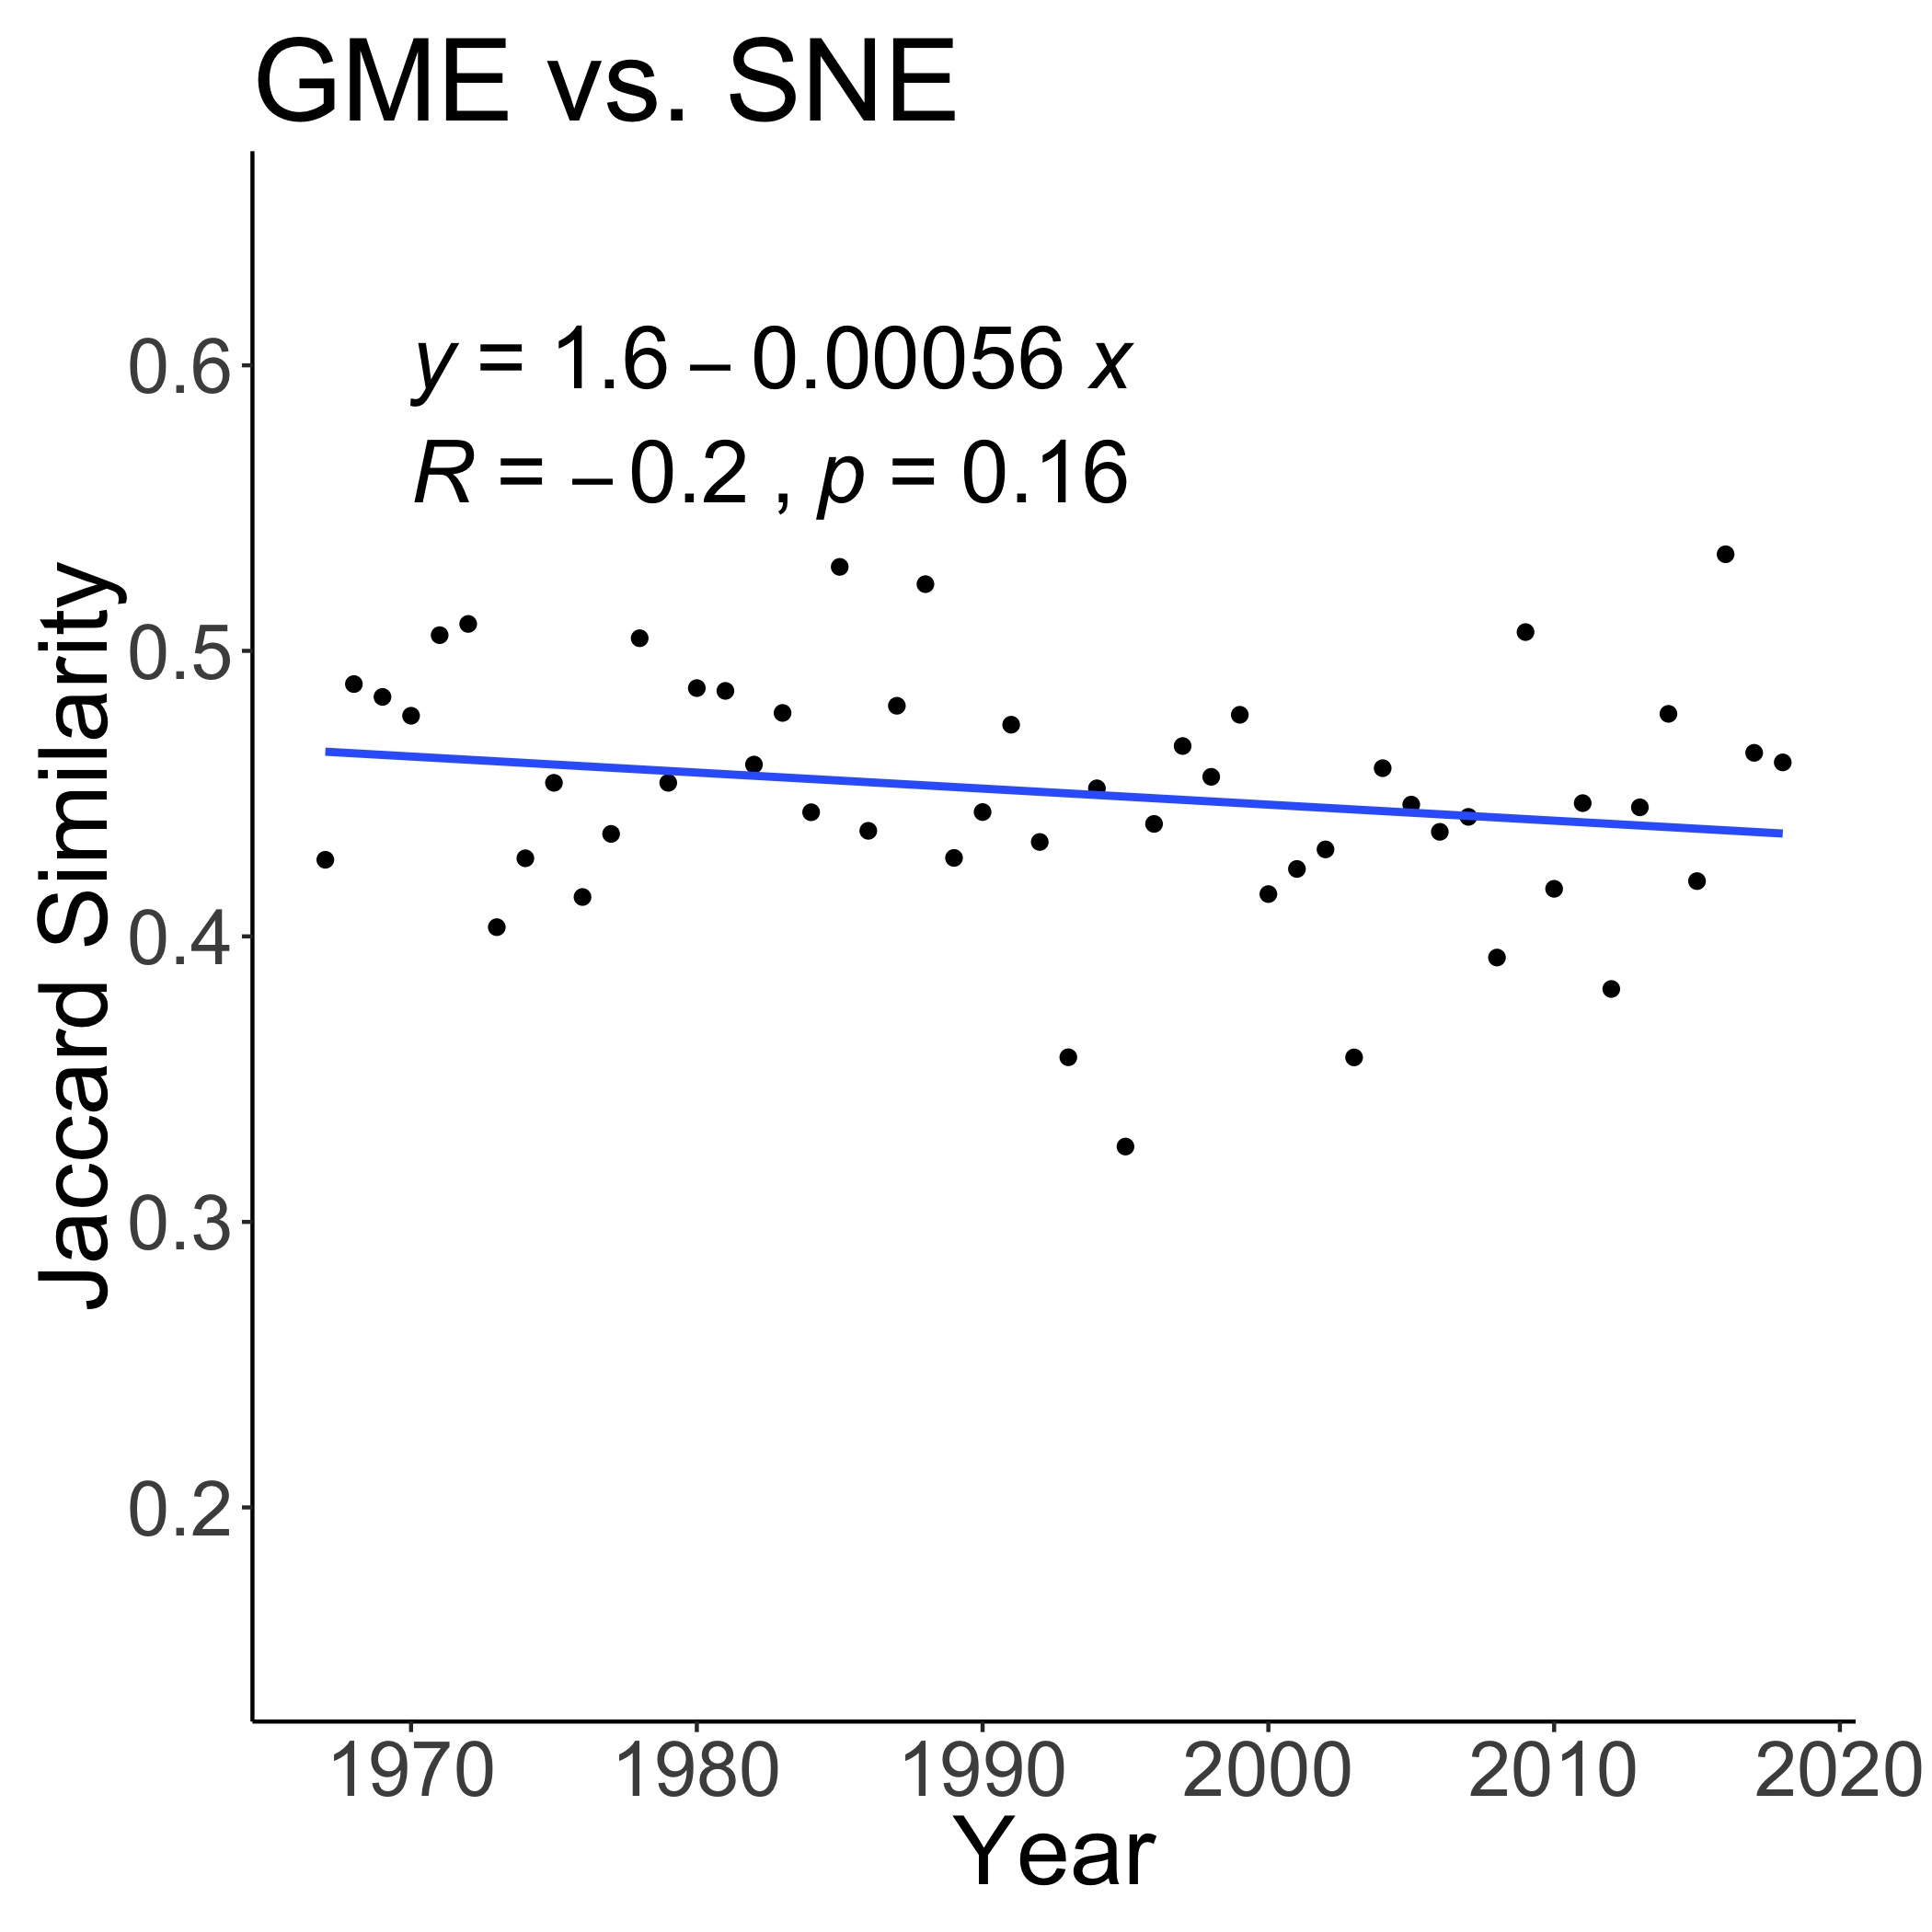 GME vs. SNE
y = 1.6 – 0.00056 x
R = – 0.2 , p = 0.16
Jaccard Similarity
0.6
0.5
0.4
0.3
0.2
1970 1980 1990 2000 2010 2020
Year